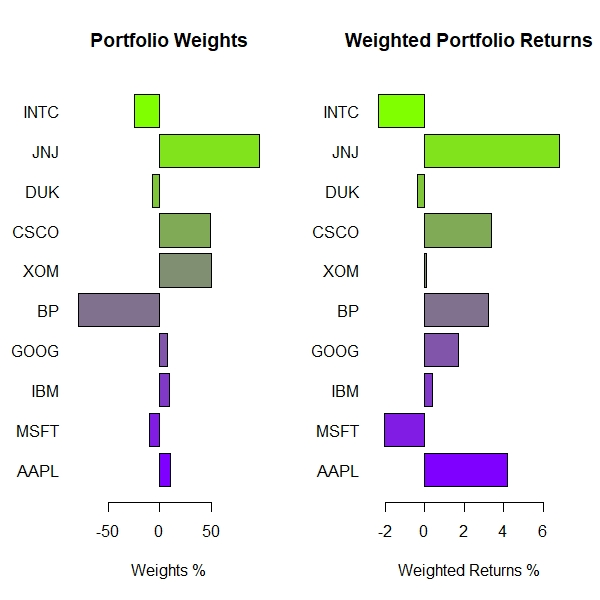 Portfolio Weights
INTC
JNJ
DUK
CSCO
XOM
BP
GOOG
IBM
MSFT
AAPL
-50 0 50
Weights %
Weighted Portfolio Returns
INTC
JNJ
DUK
CSCO
XOM
BP
GOOG
IBM
MSFT
AAPL
-2 0 2 4 6
Weighted Returns %